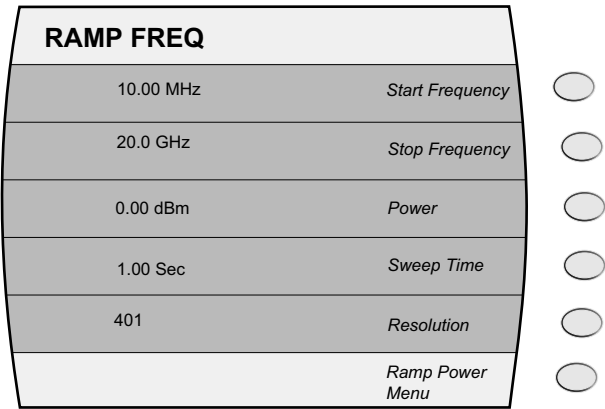 RAMP FREQ
10.00 MHz Start Frequency
20.0 GHz Stop Frequency
0.00 dBm Power
1.00 Sec Sweep Time
401 Resolution
Ramp Power
Menu